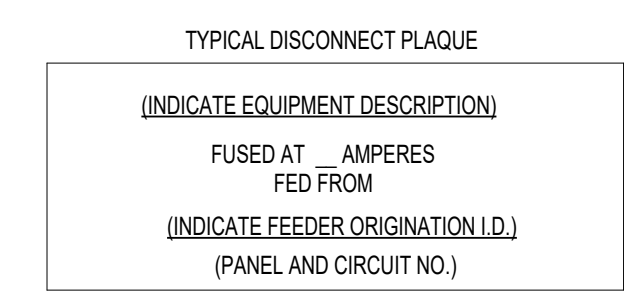 TYPICAL DISCONNECT PLAQUE
(INDICATE EQUIPMENT DESCRIPTION)
FUSED AT __ AMPERES
FED FROM
(INDICATE FEEDER ORIGINATION I.D.)
(PANEL AND CIRCUIT NO.)